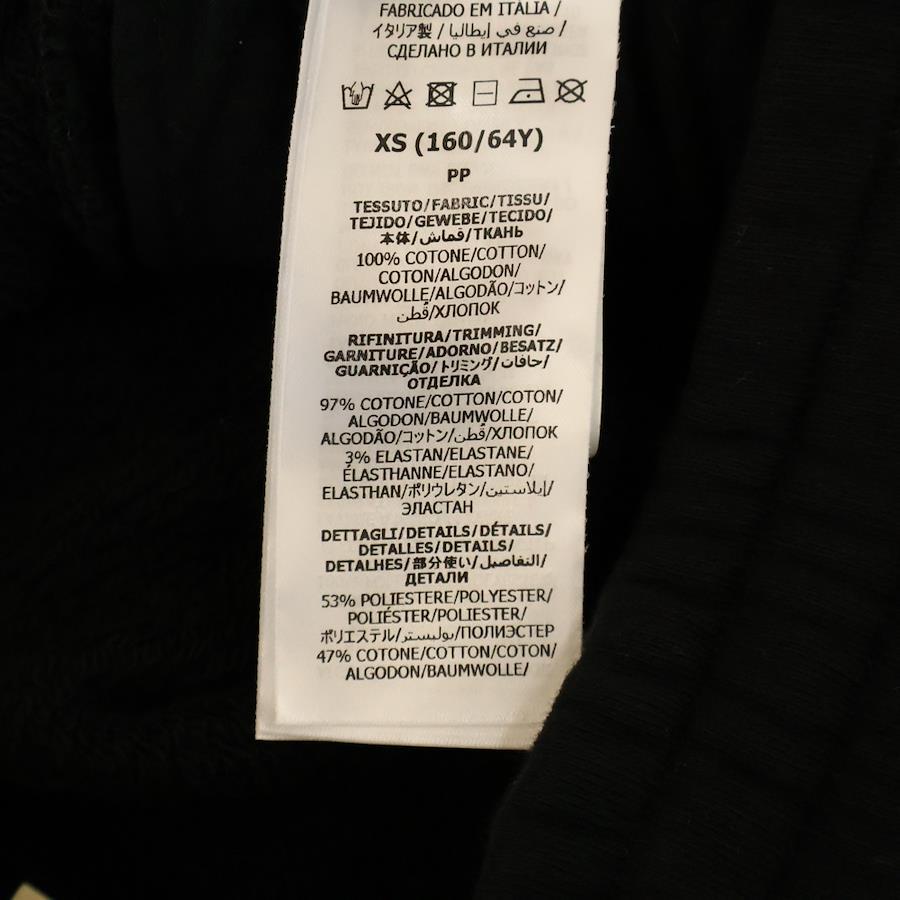 FABRICADO EM ITÀLIA /
イタリア製 / صنع في إيطاليا /
СДЕЛАНО В ИТАЛИИ
XS (160/64Y)
PP
TESSUTO/FABRIC/TISSU/
TEJIDO/GEWEBE/TECIDO/
本体/قماش/ТКАНЬ
100% COTONE/COTTON/
COTON/ALGODON/
BAUMWOLLE/ALGODÃO/コットン/
قُطن/ХЛОПОК
RIFINITURA/TRIMMING/
GARNITURE/ADORNO/BESATZ/
GUARNIÇÃO/トリミング/حافات/
ОТДЕЛКА
97% COTONE/COTTON/COTON/
ALGODON/BAUMWOLLE/
ALGODÃO/コットン/قُطن/ХЛОПОК
3% ELASTAN/ELASTANE/
ÉLASTHANNE/ELASTANO/
ELASTHAN/ポリウレタン/إيلاستين/
ЭЛАСТАН
DETTAGLI/DETAILS/DÉTAILS/
DETALLES/DETAILS/
DETALHES/部分使い/التفاصيل/
ДЕТАЛИ
53% POLIESTERE/POLYESTER/
POLIÉSTER/POLIESTER/
ポリエステル/بوليستر/ПОЛИЭСТЕР
47% COTONE/COTTON/COTON/
ALGODON/BAUMWOLLE/